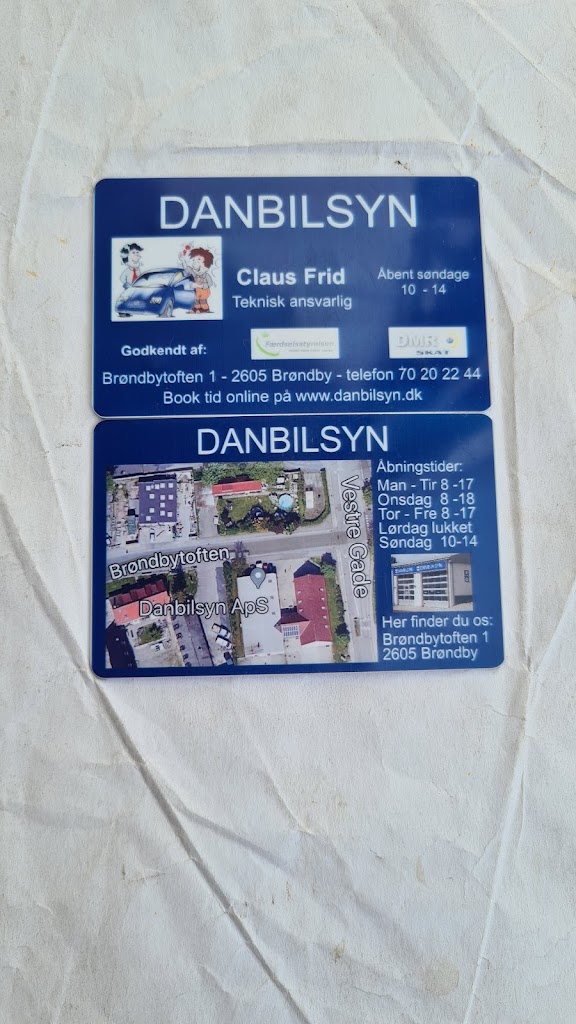 DANBILSYN
Claus Frid
Teknisk ansvarlig
Åbent søndage
10 - 14
Godkendt af:
Færdselsstyrelsen
DMR
SKAT
Brøndbytoften 1 - 2605 Brøndby - telefon 70 20 22 44
Book tid online på www.danbilsyn.dk
DANBILSYN
Brøndbytoften
Vestre Gade
Danbilsyn ApS
Åbningstider:
Man - Tir 8 -17
Onsdag 8 -18
Tor - Fre 8 -17
Lørdag lukket
Søndag 10-14
Her finder du os:
Brøndbytoften 1
2605 Brøndby